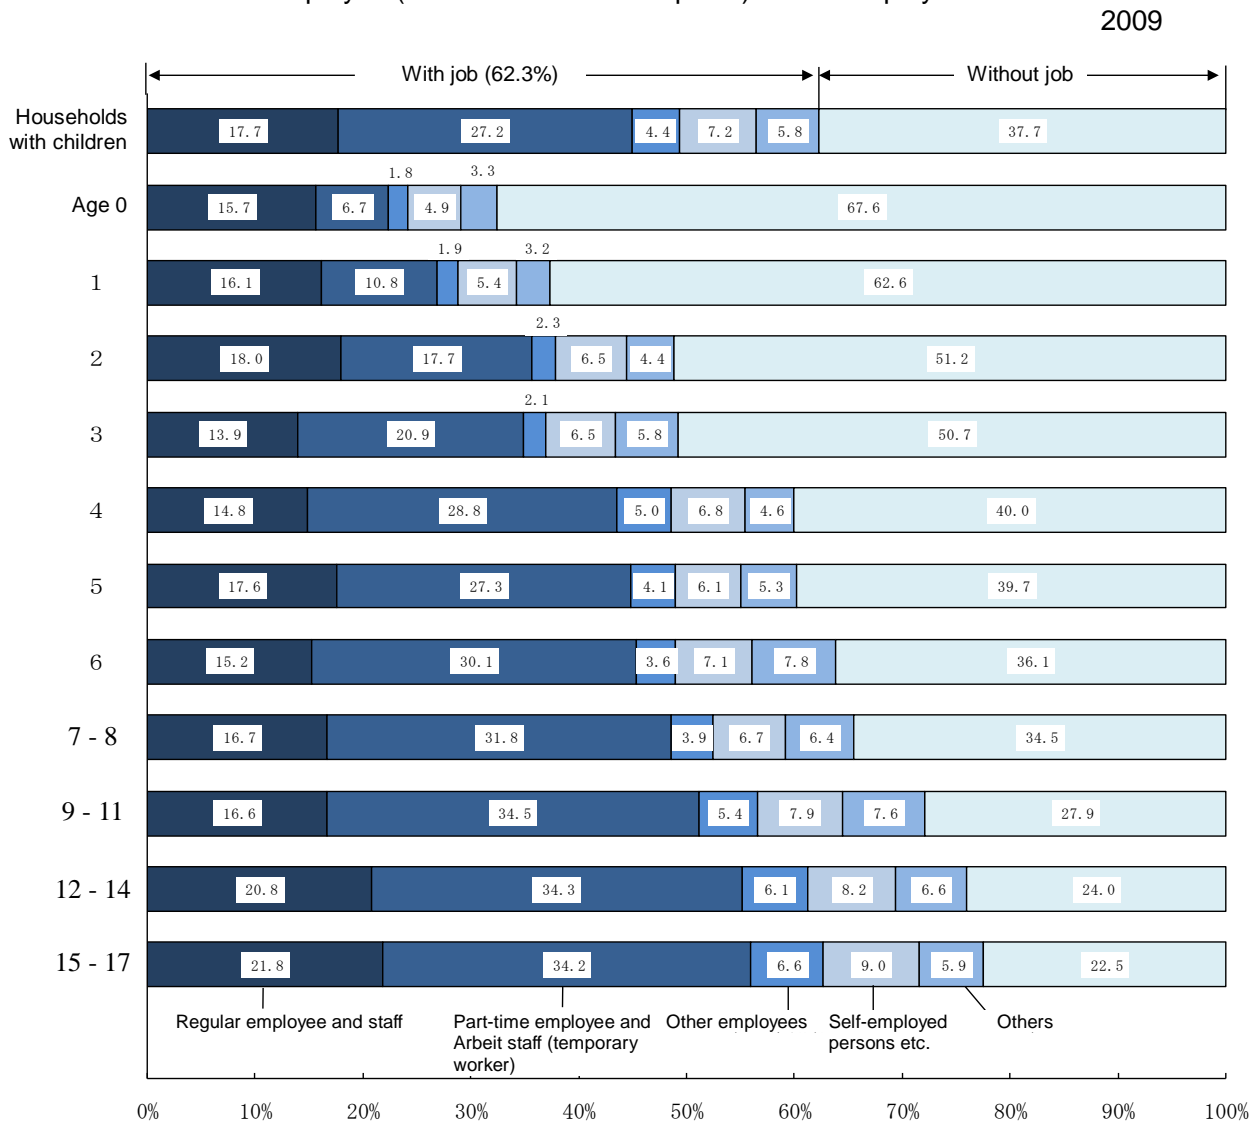 2009
With job (62.3%)
Without job
Households
with children
17.7 27.2 4.4 7.2 5.8 37.7
1.8 3.3
Age 0 15.7 6.7 4.9 67.6
1.9 3.2
1 16.1 10.8 5.4 62.6
2.3
2 18.0 17.7 6.5 4.4 51.2
2.1
3 13.9 20.9 6.5 5.8 50.7
4 14.8 28.8 5.0 6.8 4.6 40.0
5 17.6 27.3 4.1 6.1 5.3 39.7
6 15.2 30.1 3.6 7.1 7.8 36.1
7 - 8 16.7 31.8 3.9 6.7 6.4 34.5
9 - 11 16.6 34.5 5.4 7.9 7.6 27.9
12 - 14 20.8 34.3 6.1 8.2 6.6 24.0
15 - 17 21.8 34.2 6.6 9.0 5.9 22.5
Regular employee and staff
Part-time employee and
Arbeit staff (temporary
worker)
Other employees
Self-employed
persons etc.
Others
0% 10% 20% 30% 40% 50% 60% 70% 80% 90% 100%